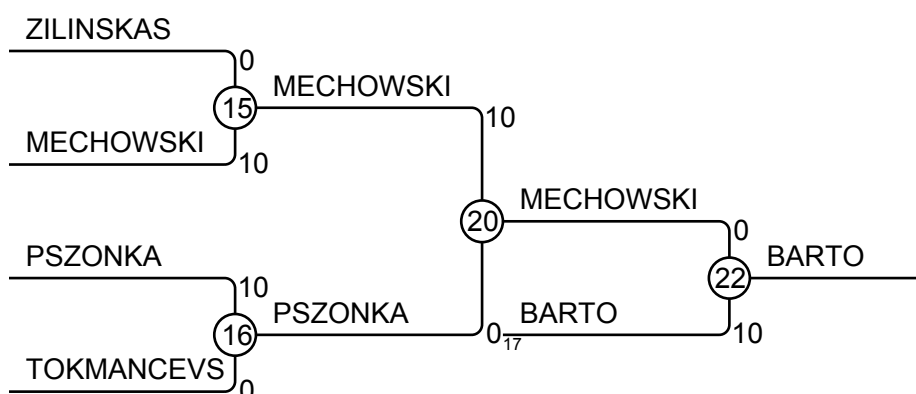 ZILINSKAS
0
15
MECHOWSKI
10
MECHOWSKI
10
20
MECHOWSKI
0
22
BARTO
PSZONKA
10
16
PSZONKA
0
17
BARTO
10
TOKMANCEVS
0